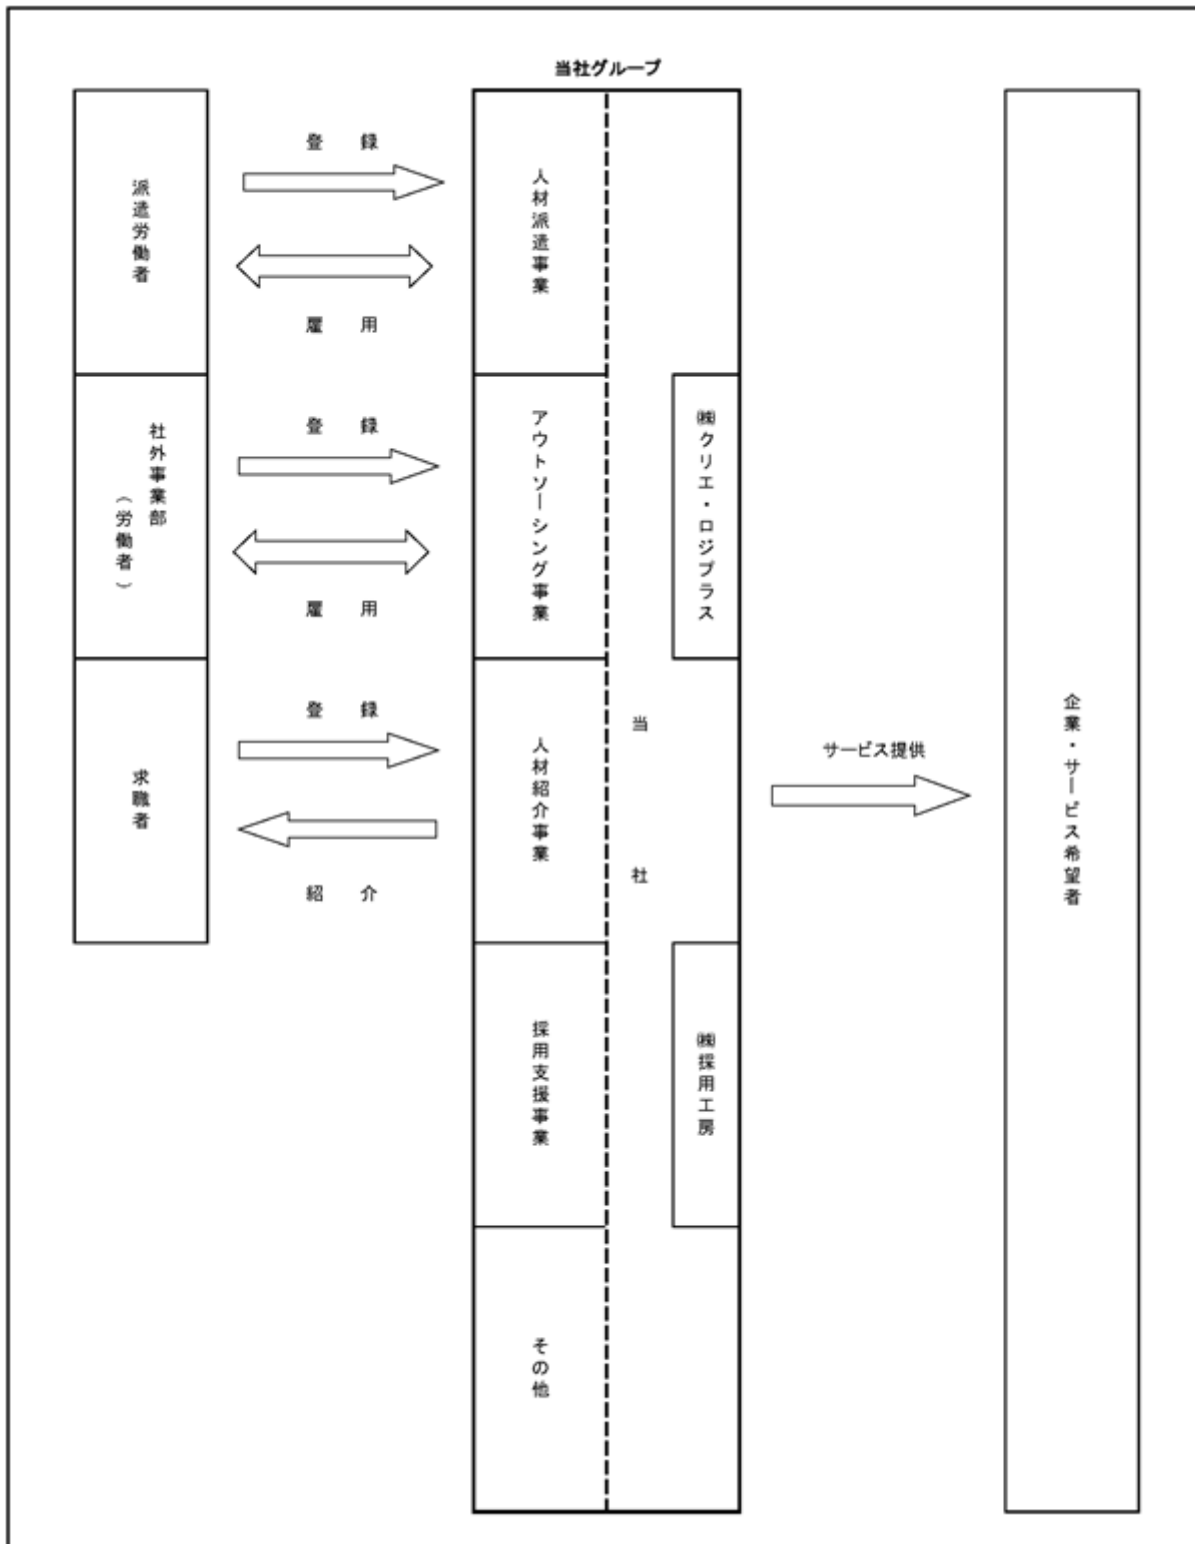 当社グループ
派遣労働者
登 録
雇 用
人材派遣事業
社外事業部
（労働者）
登 録
雇 用
アウトソーシング事業
㈱クリエ・ロジプラス
求職者
登 録
紹 介
人材紹介事業
当 社
サービス提供
企業・サービス希望者
採用支援事業
㈱採用工房
その他